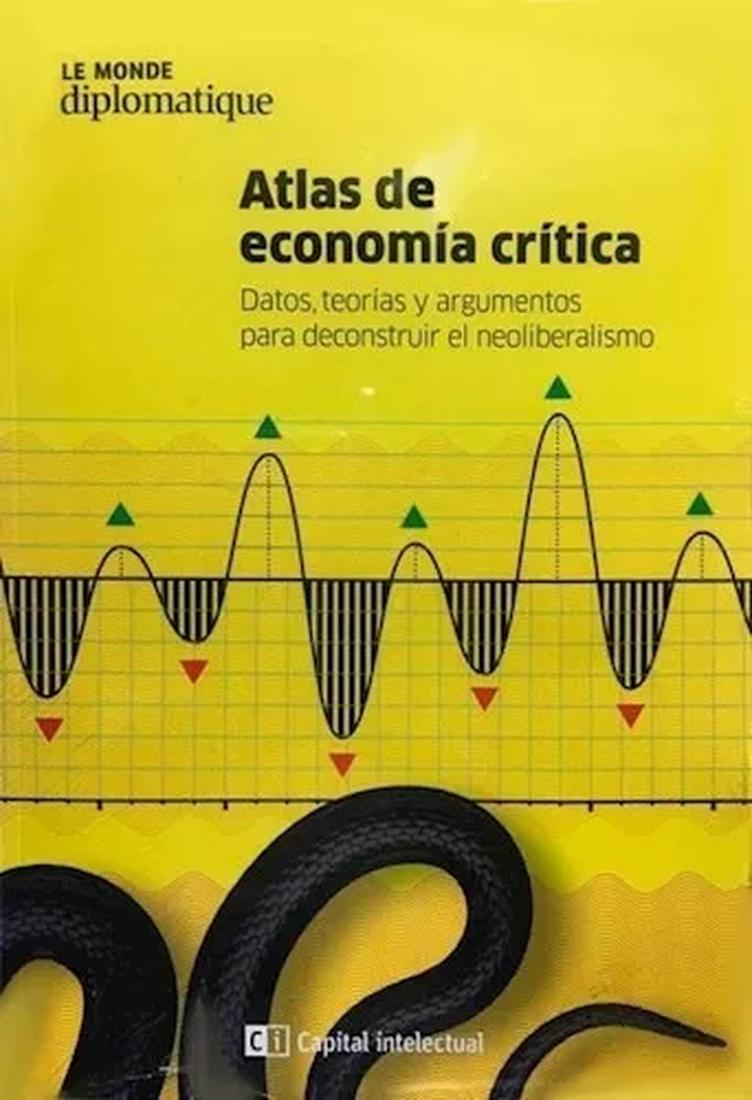 LE MONDE
diplomatique
Atlas de
economía crítica
Datos, teorías y argumentos
para deconstruir el neoliberalismo
Ci Capital intelectual